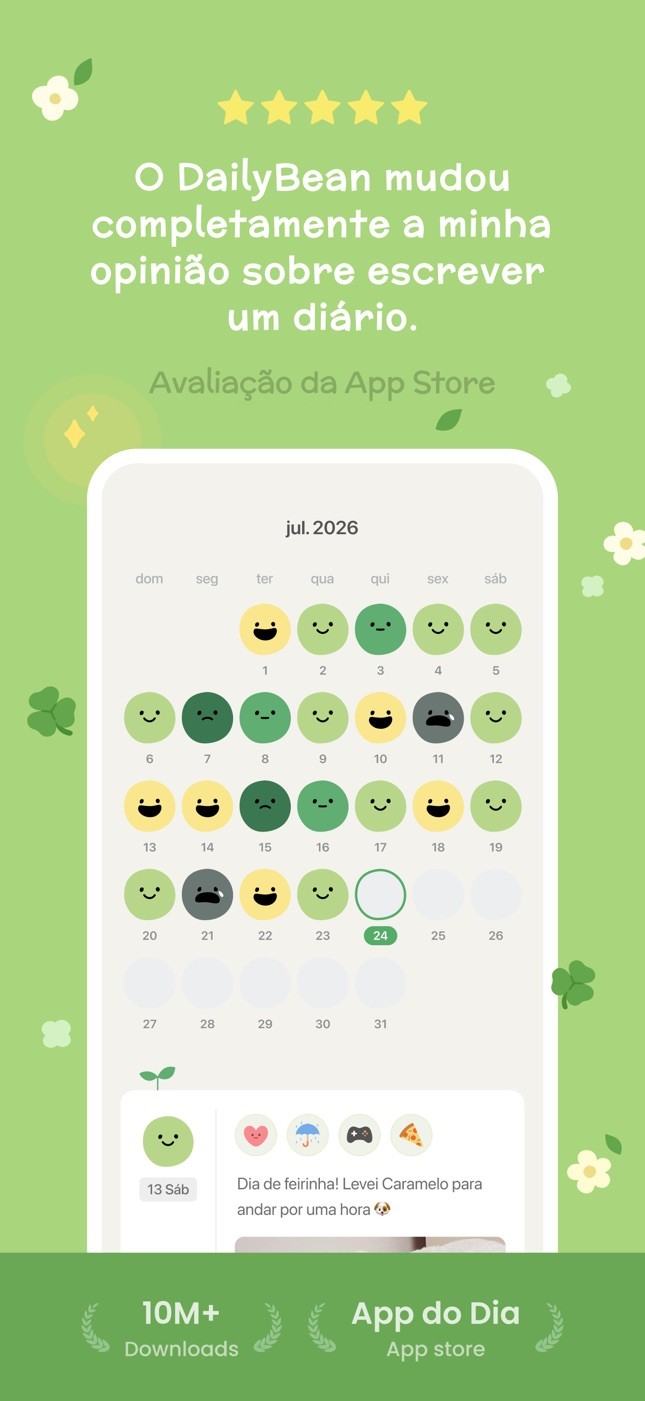 O DailyBean mudou
completamente a minha
opinião sobre escrever
um diário.
Avaliação da App Store
jul. 2026
dom seg ter qua qui sex sáb
1 2 3 4 5
6 7 8 9 10 11 12
13 14 15 16 17 18 19
20 21 22 23 24 25 26
27 28 29 30 31
13 Sáb
Dia de feirinha! Levei Caramelo para
andar por uma hora 🐶
10M+
Downloads
App do Dia
App store